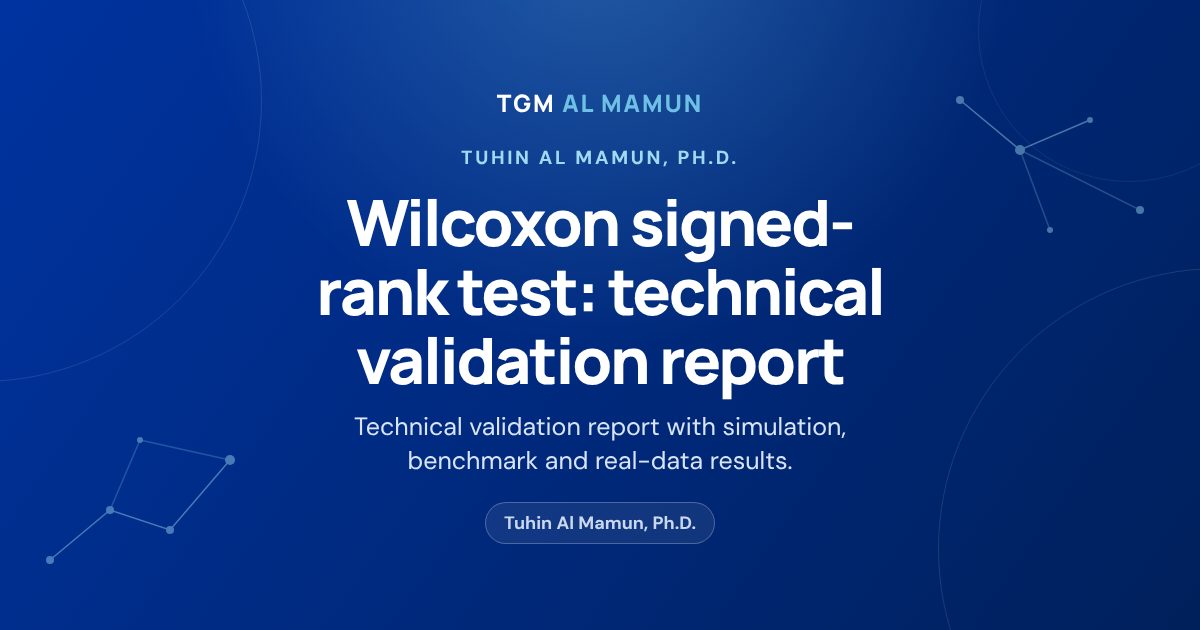 TGM AL MAMUN
TUHIN AL MAMUN, PH.D.
Wilcoxon signed-
rank test: technical
validation report
Technical validation report with simulation,
benchmark and real-data results.
Tuhin Al Mamun, Ph.D.